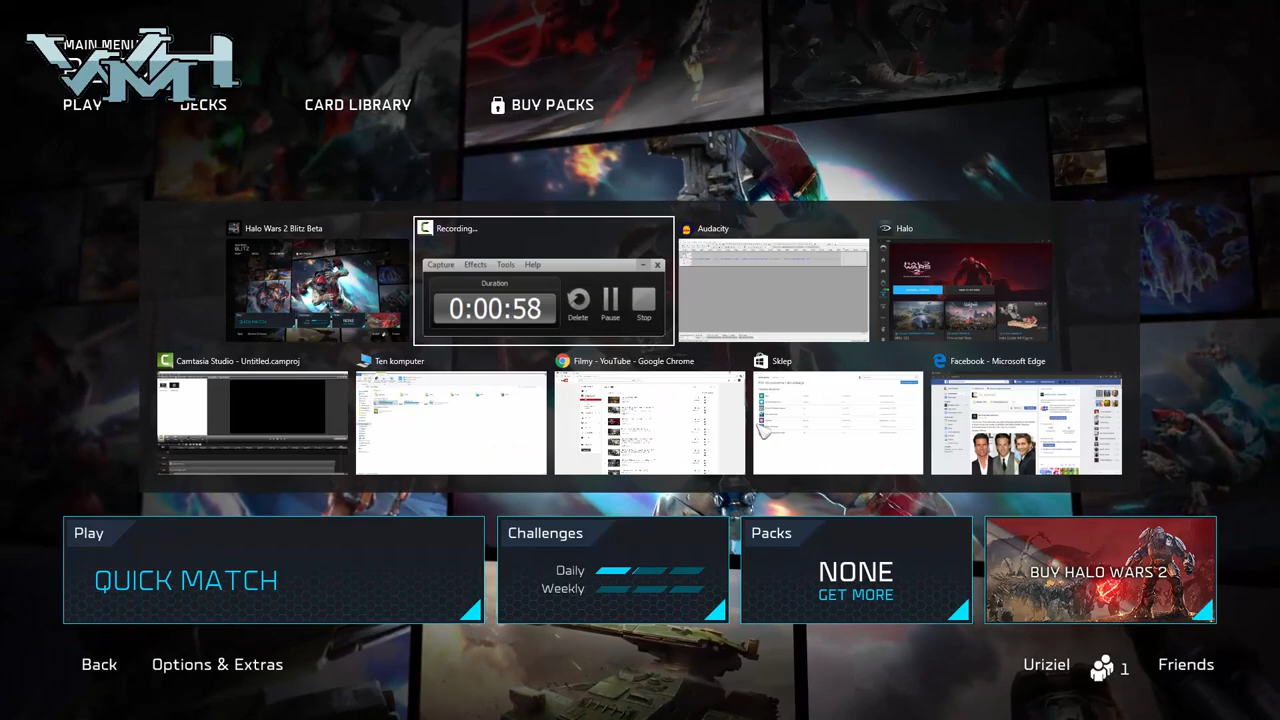 MAIN MENU
VMH
PLAY
DECKS
CARD LIBRARY
BUY PACKS
Halo Wars 2 Blitz Beta
Recording...
Audacity
Halo
Capture Effects Tools Help
Duration
0:00:58
Delete
Pause
Stop
Camtasia Studio - Untitled.camproj
Ten komputer
Filmy - YouTube - Google Chrome
Sklep
Facebook - Microsoft Edge
Play
QUICK MATCH
Challenges
Daily
Weekly
Packs
NONE
GET MORE
BUY HALO WARS 2
Back
Options & Extras
Uriziel
1
Friends